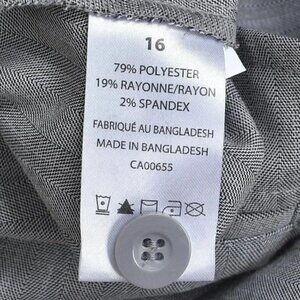 16
79% POLYESTER
19% RAYONNE/RAYON
2% SPANDEX
FABRIQUÉ AU BANGLADESH
MADE IN BANGLADESH
CA00655